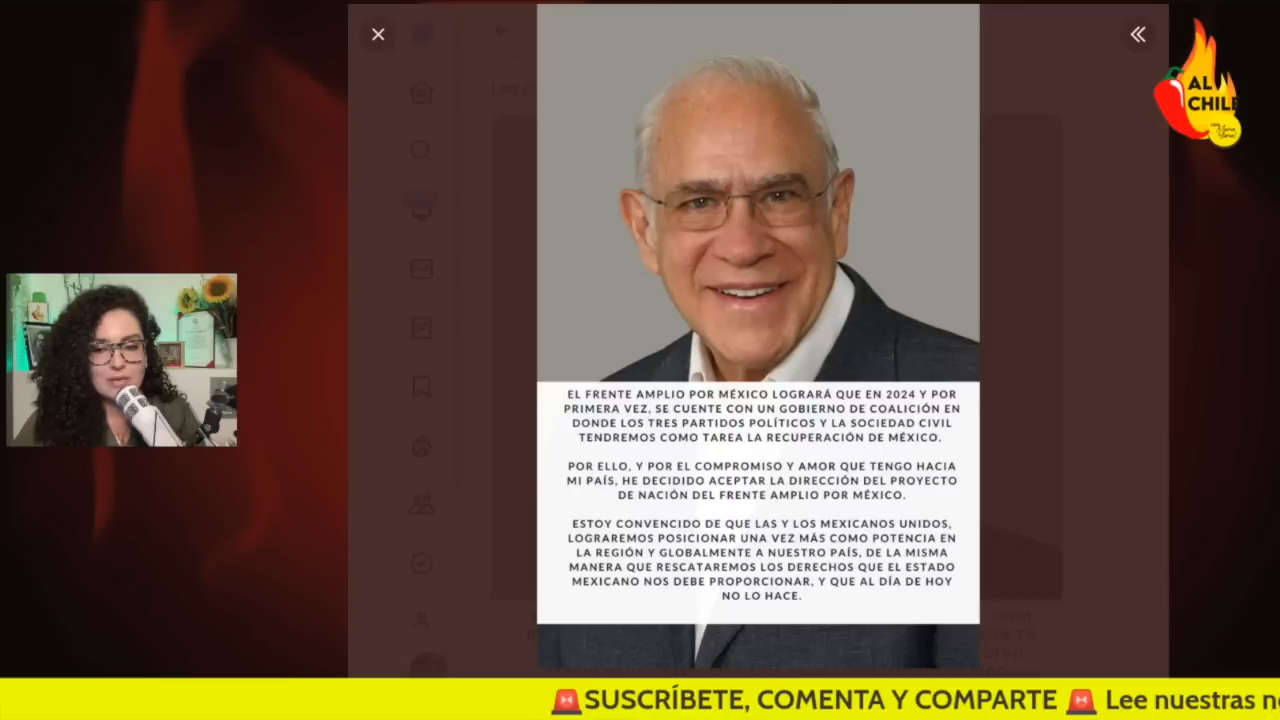 AL
CHILE
EL FRENTE AMPLIO POR MÉXICO LOGRARÁ QUE EN 2024 Y POR
PRIMERA VEZ, SE CUENTE CON UN GOBIERNO DE COALICIÓN EN
DONDE LOS TRES PARTIDOS POLÍTICOS Y LA SOCIEDAD CIVIL
TENDREMOS COMO TAREA LA RECUPERACIÓN DE MÉXICO.
POR ELLO, Y POR EL COMPROMISO Y AMOR QUE TENGO HACIA
MI PAÍS, HE DECIDIDO ACEPTAR LA DIRECCIÓN DEL PROYECTO
DE NACIÓN DEL FRENTE AMPLIO POR MÉXICO.
ESTOY CONVENCIDO DE QUE LAS Y LOS MEXICANOS UNIDOS,
LOGRAREMOS POSICIONAR UNA VEZ MÁS COMO POTENCIA EN
LA REGIÓN Y GLOBALMENTE A NUESTRO PAÍS, DE LA MISMA
MANERA QUE RESCATAREMOS LOS DERECHOS QUE EL ESTADO
MEXICANO NOS DEBE PROPORCIONAR, Y QUE AL DÍA DE HOY
NO LO HACE.
🚨SUSCRÍBETE, COMENTA Y COMPARTE 🚨 Lee nuestras n